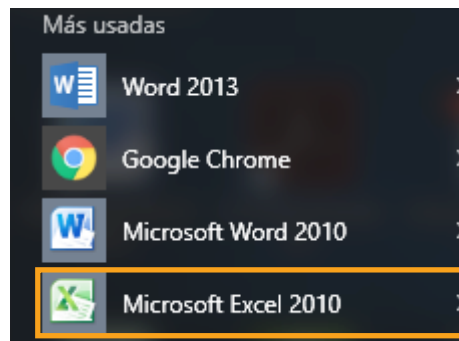 Más usadas
Word 2013
Google Chrome
Microsoft Word 2010
Microsoft Excel 2010